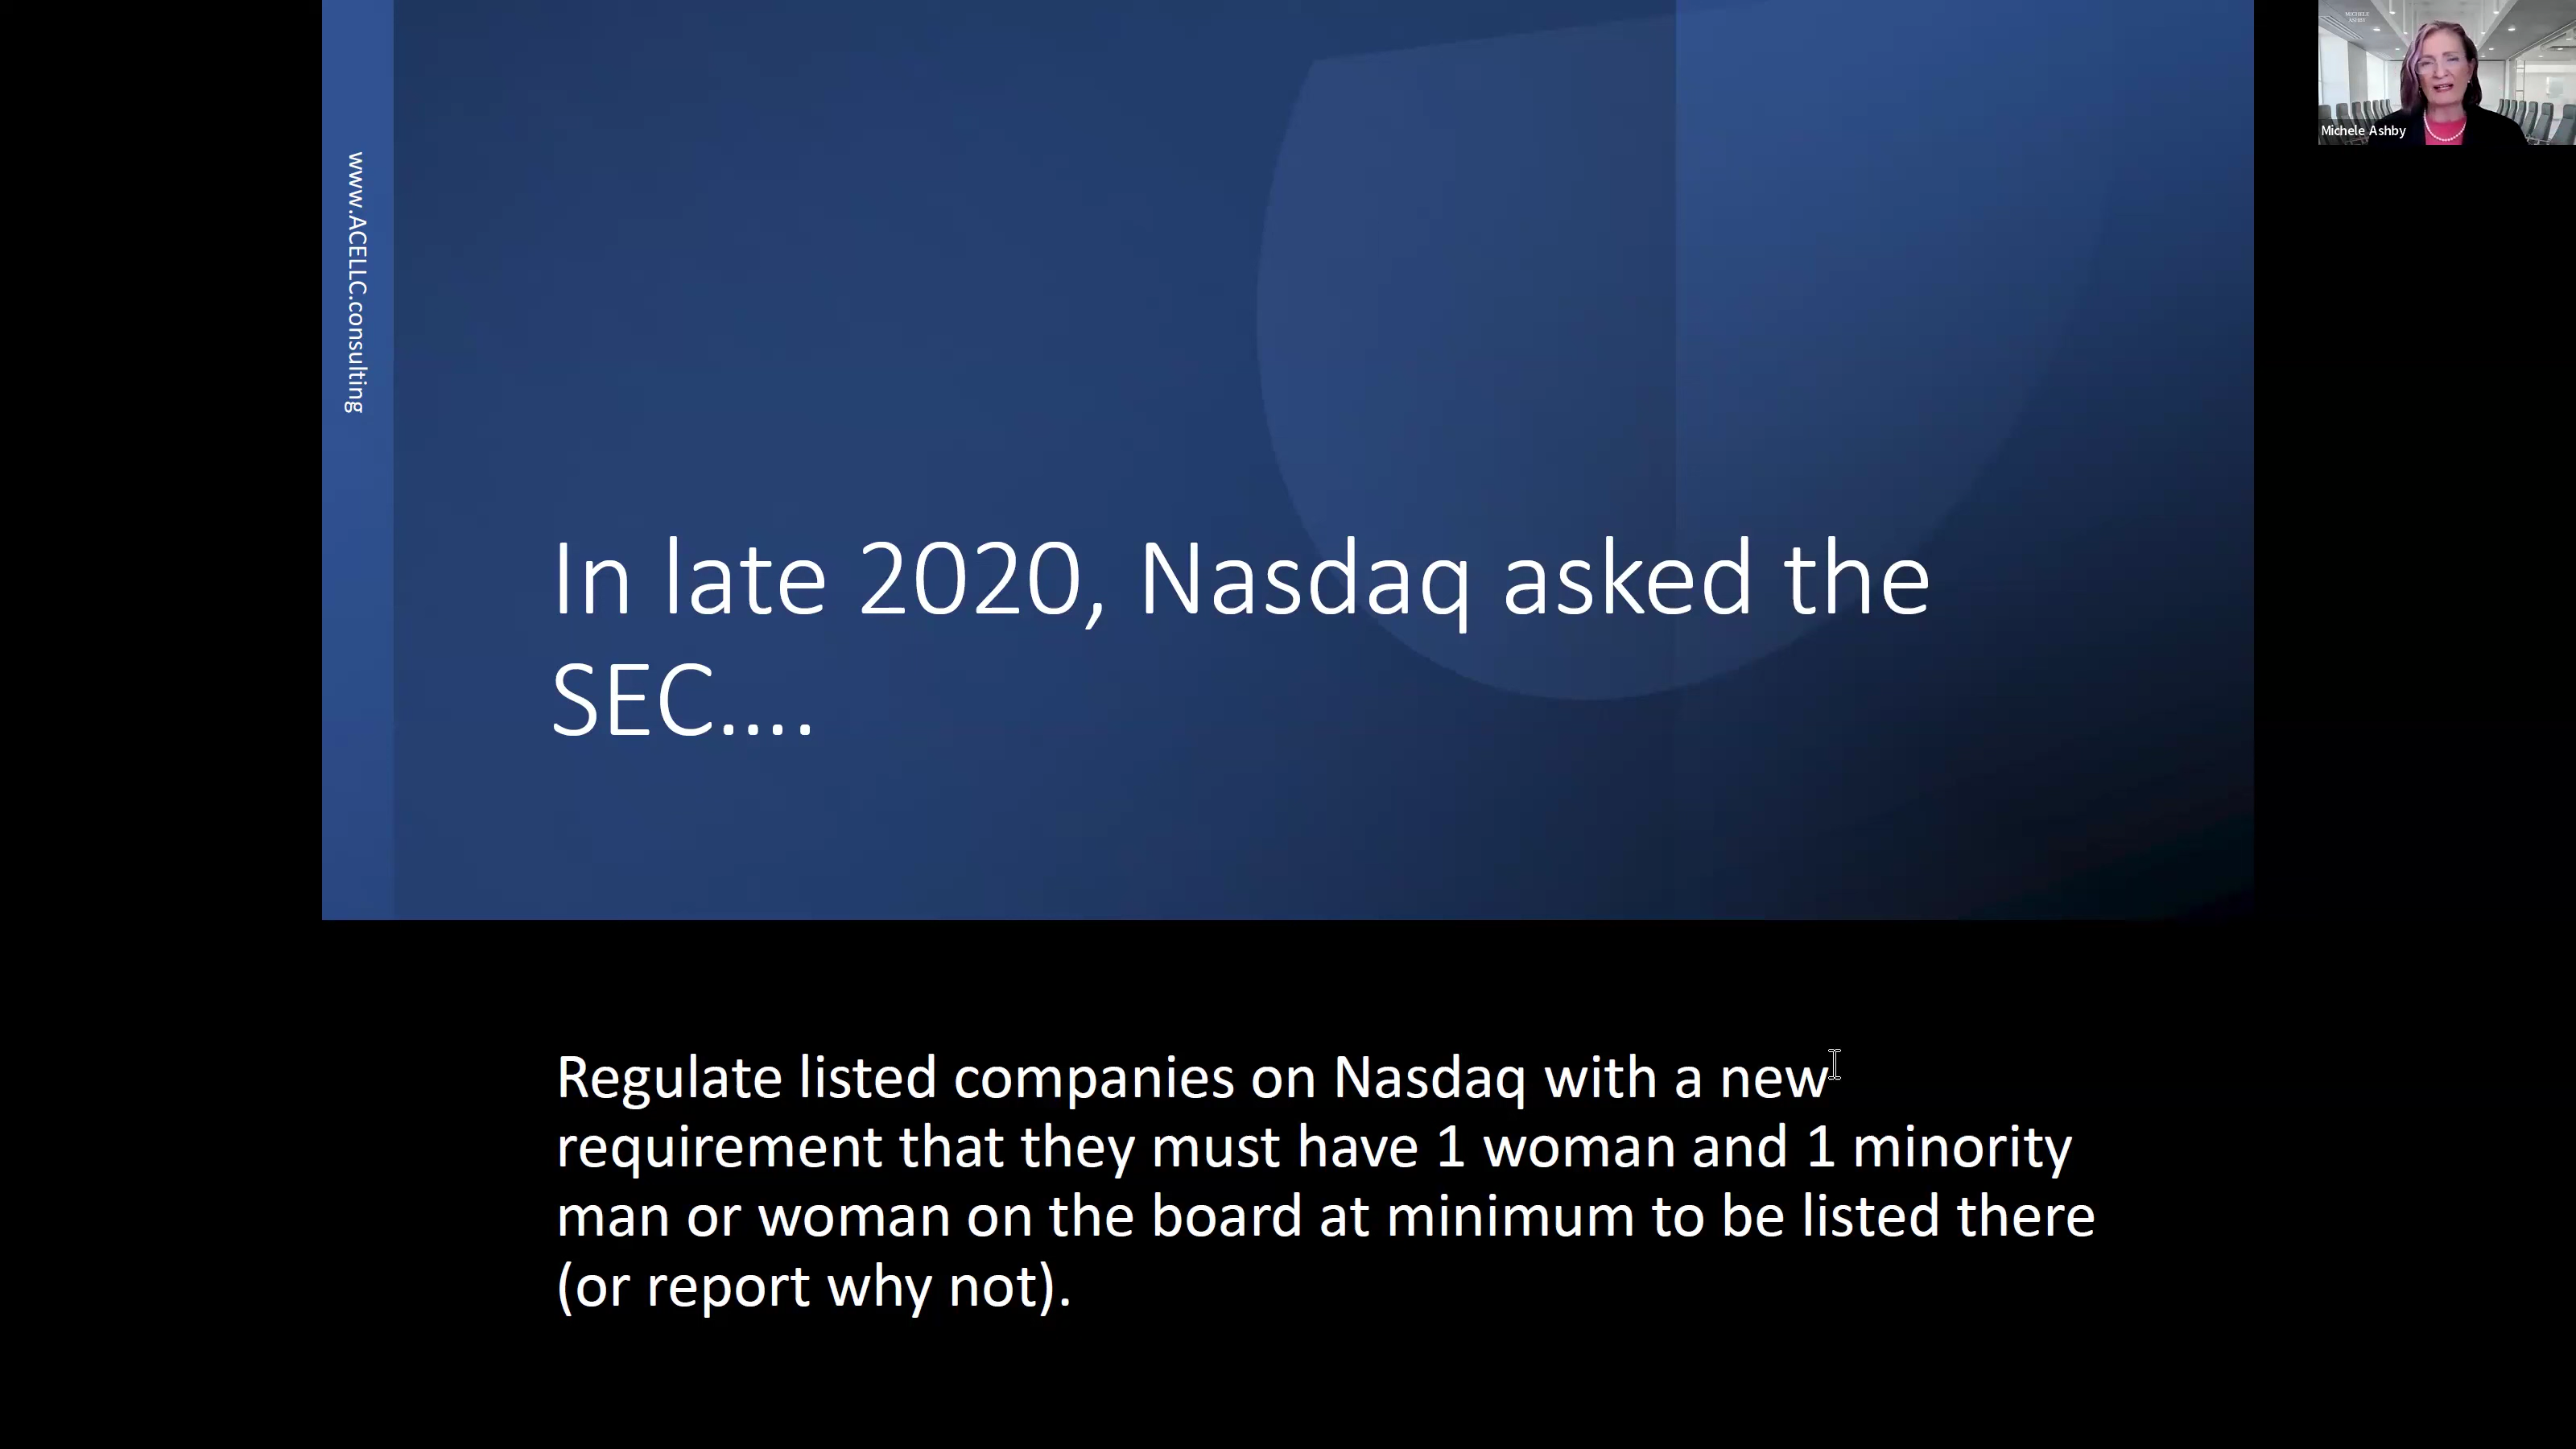 www.ACELLC.consulting
In late 2020, Nasdaq asked the
SEC....
Regulate listed companies on Nasdaq with a new
requirement that they must have 1 woman and 1 minority
man or woman on the board at minimum to be listed there
(or report why not).
MICHELE
ASHBY
Michele Ashby